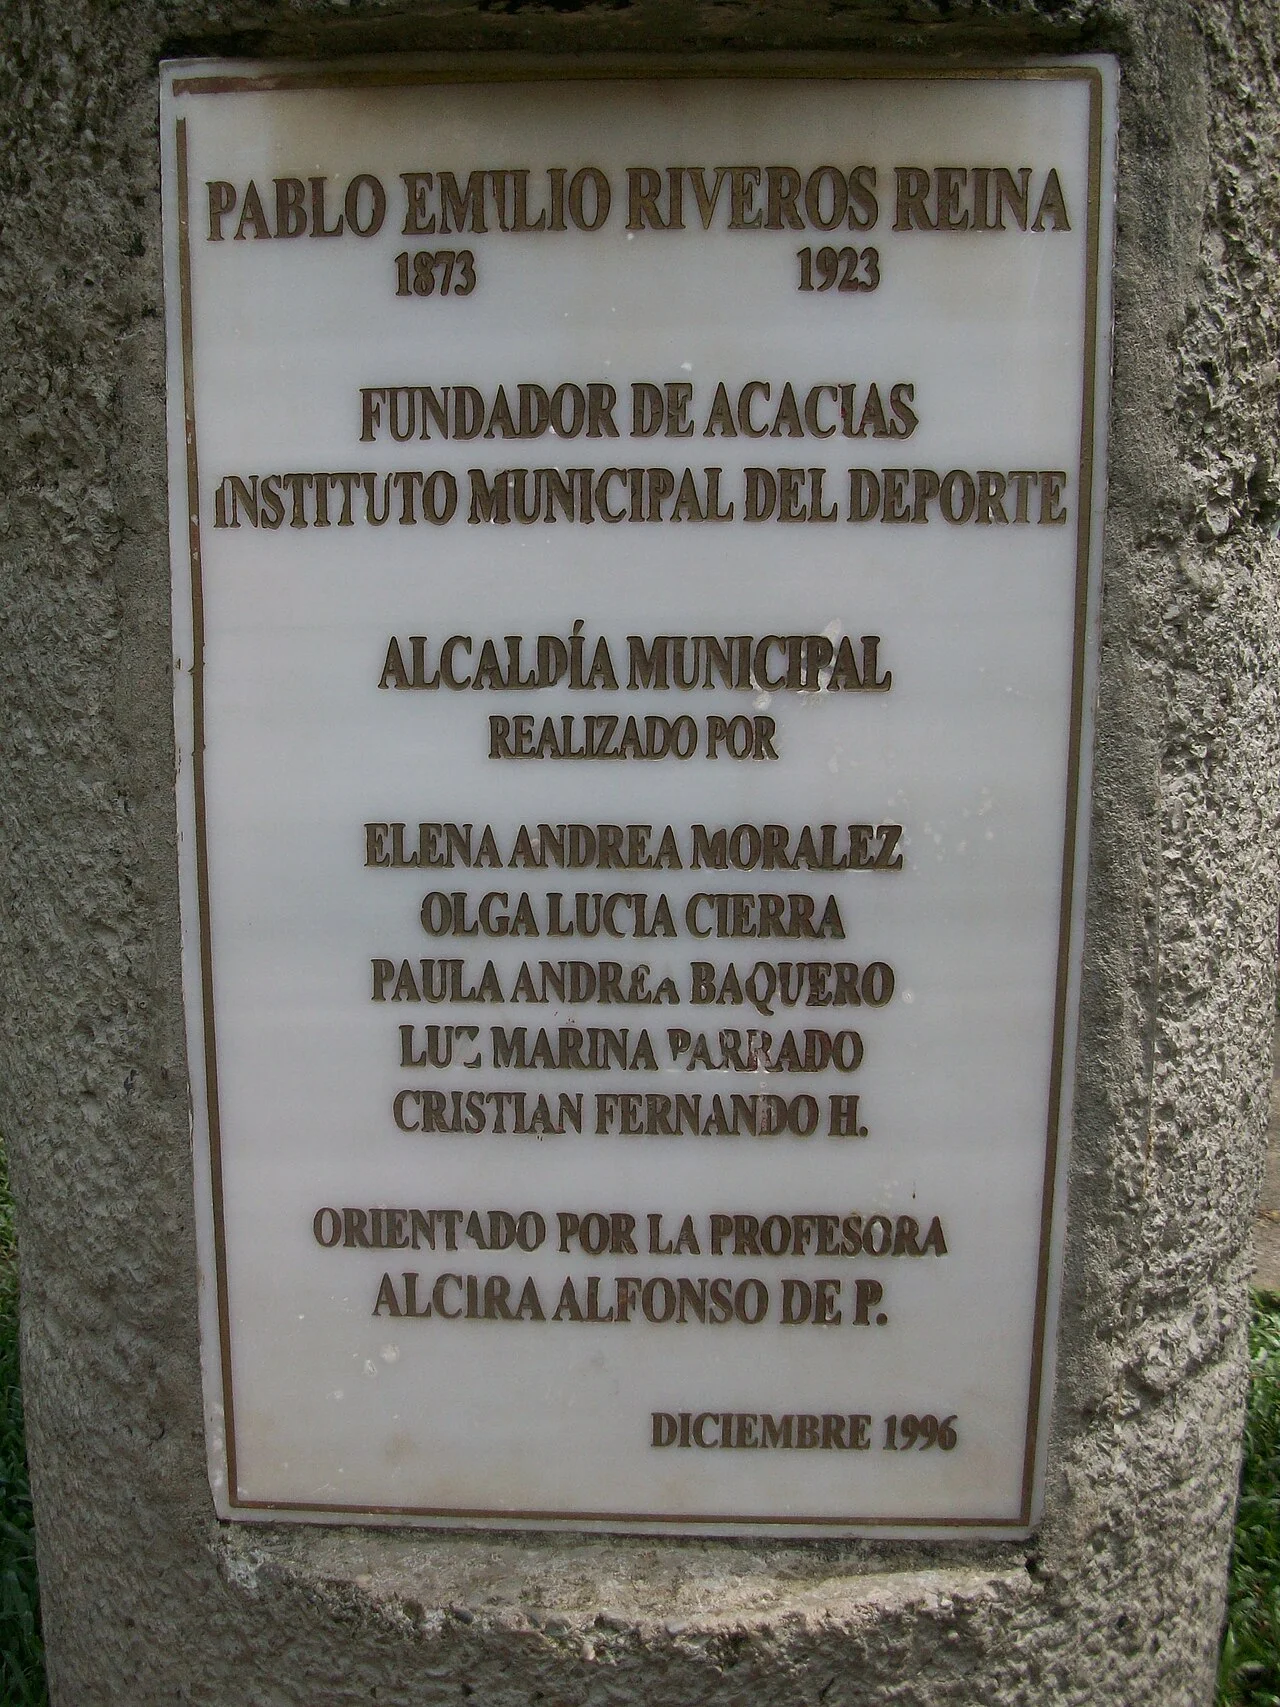 PABLO EMILIO RIVEROS REINA
1873 1923
FUNDADOR DE ACACIAS
INSTITUTO MUNICIPAL DEL DEPORTE
ALCALDÍA MUNICIPAL
REALIZADO POR
ELENA ANDREA MORALEZ
OLGA LUCIA CIERRA
PAULA ANDREA BAQUERO
LUZ MARINA PARRADO
CRISTIAN FERNANDO H.
ORIENTADO POR LA PROFESORA
ALCIRA ALFONSO DE P.
DICIEMBRE 1996